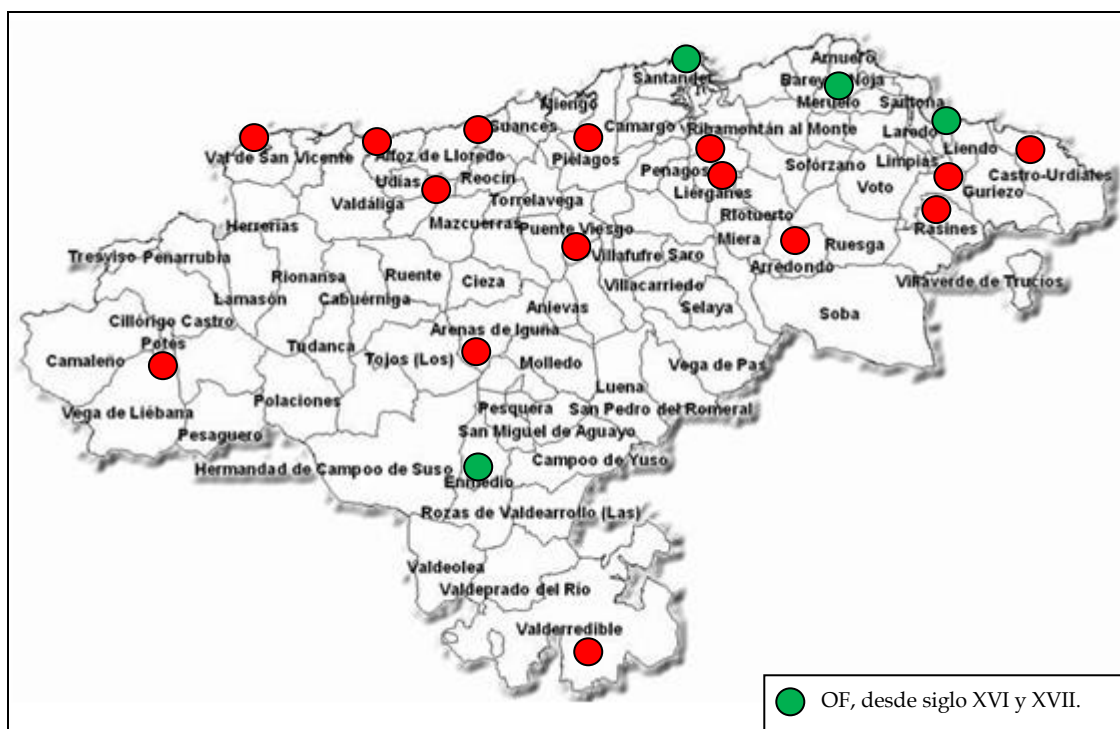 Arnuero
Santander
Bareyo Noja
Miengo
Meruelo
Santoña
Suances
Camargo
Ribamontán al Monte
Laredo
Val de San Vicente
Alfoz de Lloredo
Piélagos
Liendo
Udías
Reocín
Penagos
Solórzano
Limpias
Castro-Urdiales
Valdáliga
Torrelavega
Liérganes
Voto
Guriezo
Herrerías
Mazcuerras
Puente Viesgo
Riotuerto
Rasines
Tresviso
Peñarrubia
Villafufre
Saro
Miera
Ruesga
Rionansa
Ruente
Cieza
Arredondo
Lamasón
Cabuérniga
Villacarriedo
Villaverde de Trucíos
Cillórigo Castro
Anievas
Selaya
Soba
Arenas de Iguña
Potes
Tudanca
Camaleño
Tojos (Los)
Molledo
Vega de Pas
Luena
Polaciones
Pesquera
San Pedro del Romeral
Vega de Liébana
Pesaguero
San Miguel de Aguayo
Hermandad de Campoo de Suso
Campoo de Yuso
Enmedio
Rozas de Valdearrollo (Las)
Valdeolea
Valdeprado del Río
Valderredible
OF, desde siglo XVI y XVII.